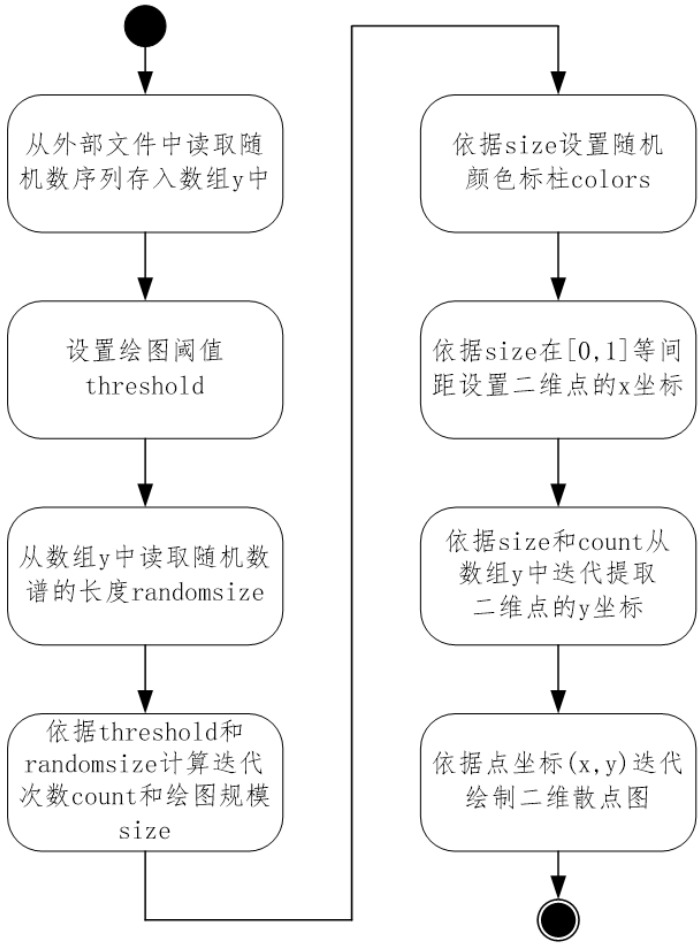 从外部文件中读取随
机数序列存入数组y中
设置绘图阈值
threshold
从数组y中读取随机数
谱的长度randomsize
依据threshold和
randomsize计算迭代
次数count和绘图规模
size
依据size设置随机
颜色标柱colors
依据size在[0,1]等间
距设置二维点的x坐标
依据size和count从
数组y中迭代提取
二维点的y坐标
依据点坐标(x,y)迭代
绘制二维散点图